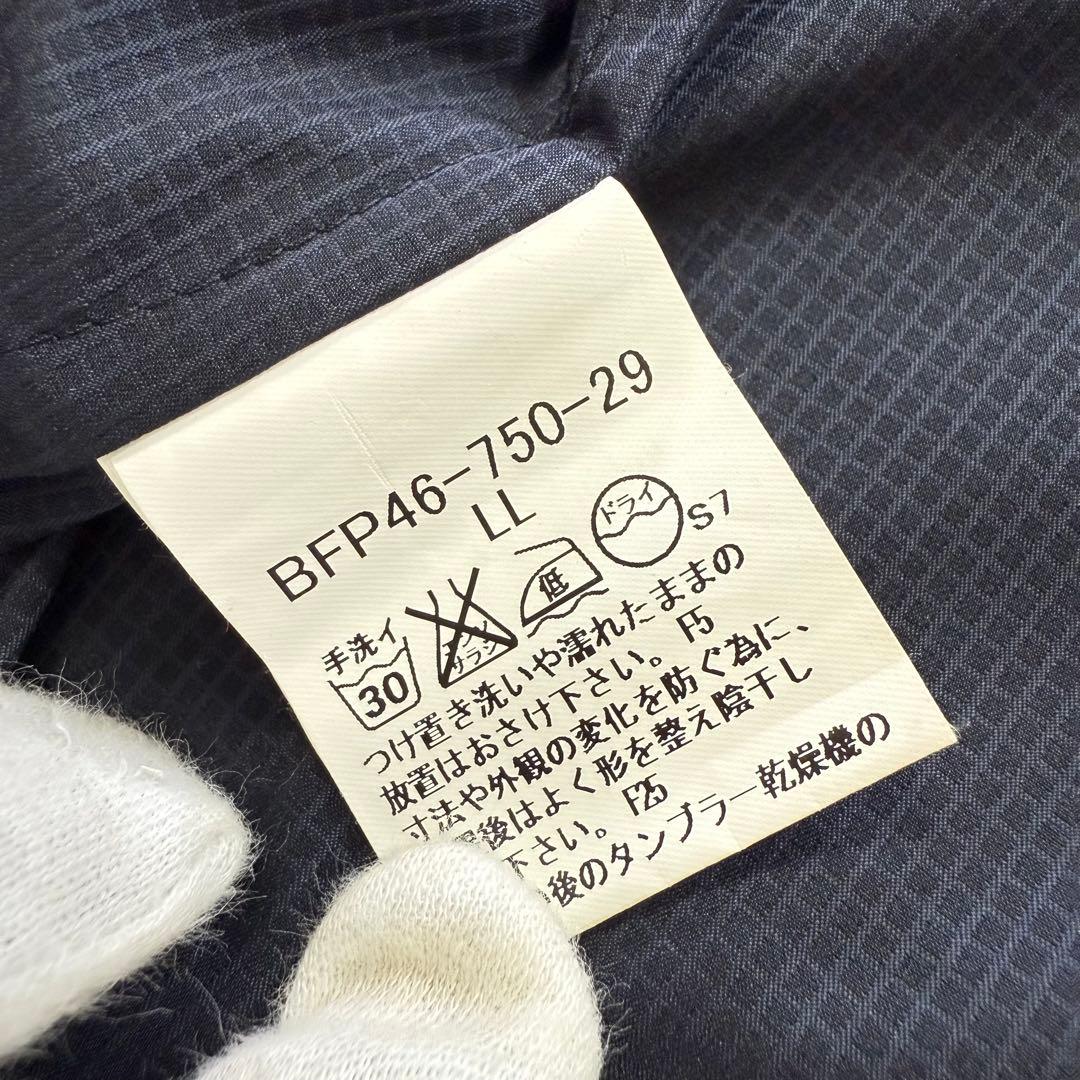 BFP46-750-29
LL
手洗イ
30
エンソ
サラシ
低
ドライ
S7
つけ置き洗いや濡れたままの
放置はおさけ下さい。 F5
寸法や外観の変化を防ぐ為に、
後はよく形を整え陰干し
下さい。 F25
後のタンブラー乾燥機の